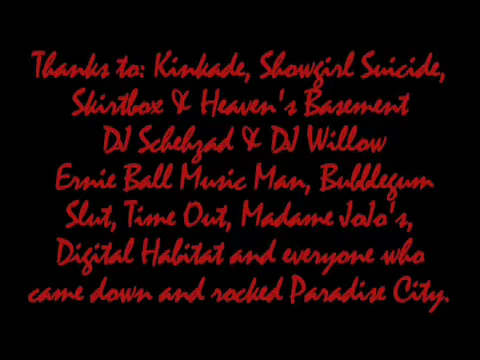 Thanks to: Kinkade, Showgirl Suicide,
Skirtbox & Heaven's Basement
DJ Schehzad & DJ Willow
Ernie Ball Music Man, Bubblegum
Slut, Time Out, Madame JoJo's,
Digital Habitat and everyone who
came down and rocked Paradise City.